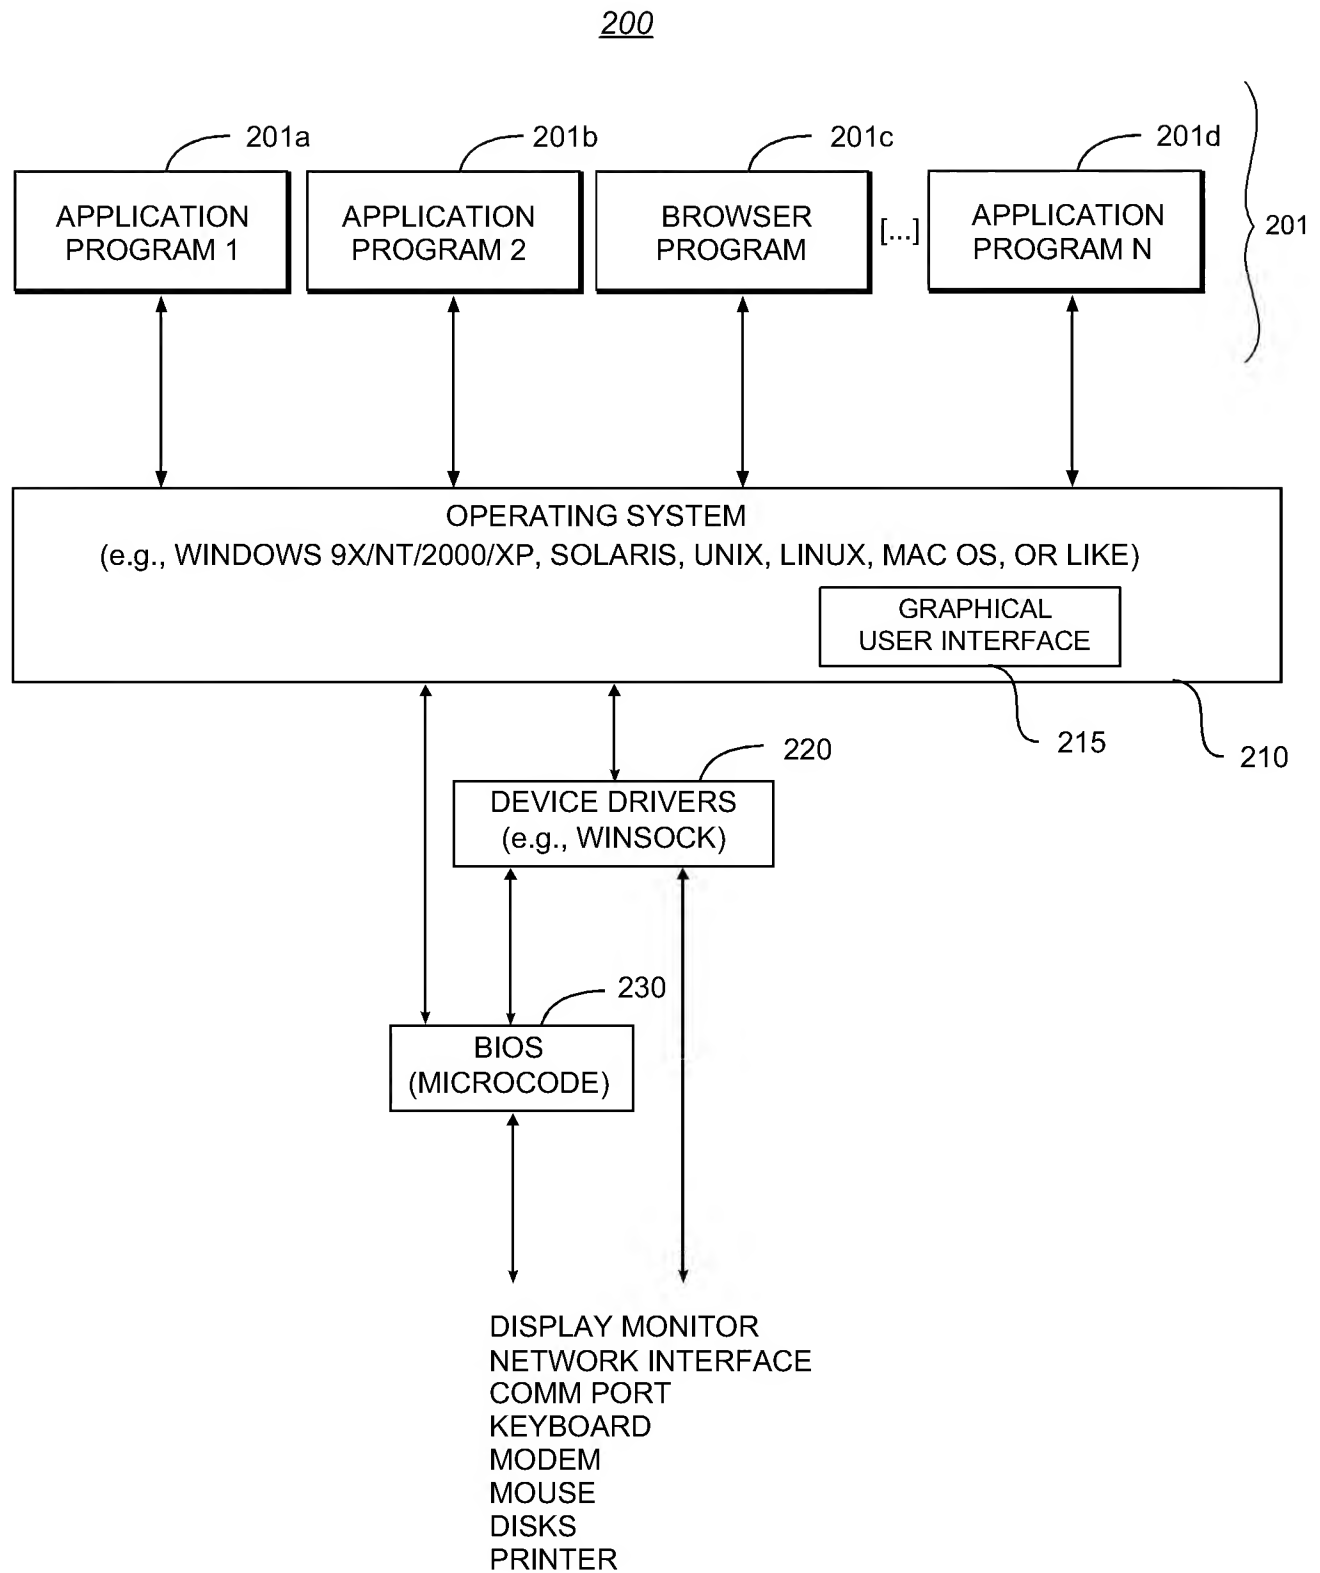 200
201a
201b
201c
201d
APPLICATION
PROGRAM 1
APPLICATION
PROGRAM 2
BROWSER
PROGRAM
[...]
APPLICATION
PROGRAM N
201
OPERATING SYSTEM
(e.g., WINDOWS 9X/NT/2000/XP, SOLARIS, UNIX, LINUX, MAC OS, OR LIKE)
GRAPHICAL
USER INTERFACE
215
210
220
DEVICE DRIVERS
(e.g., WINSOCK)
230
BIOS
(MICROCODE)
DISPLAY MONITOR
NETWORK INTERFACE
COMM PORT
KEYBOARD
MODEM
MOUSE
DISKS
PRINTER